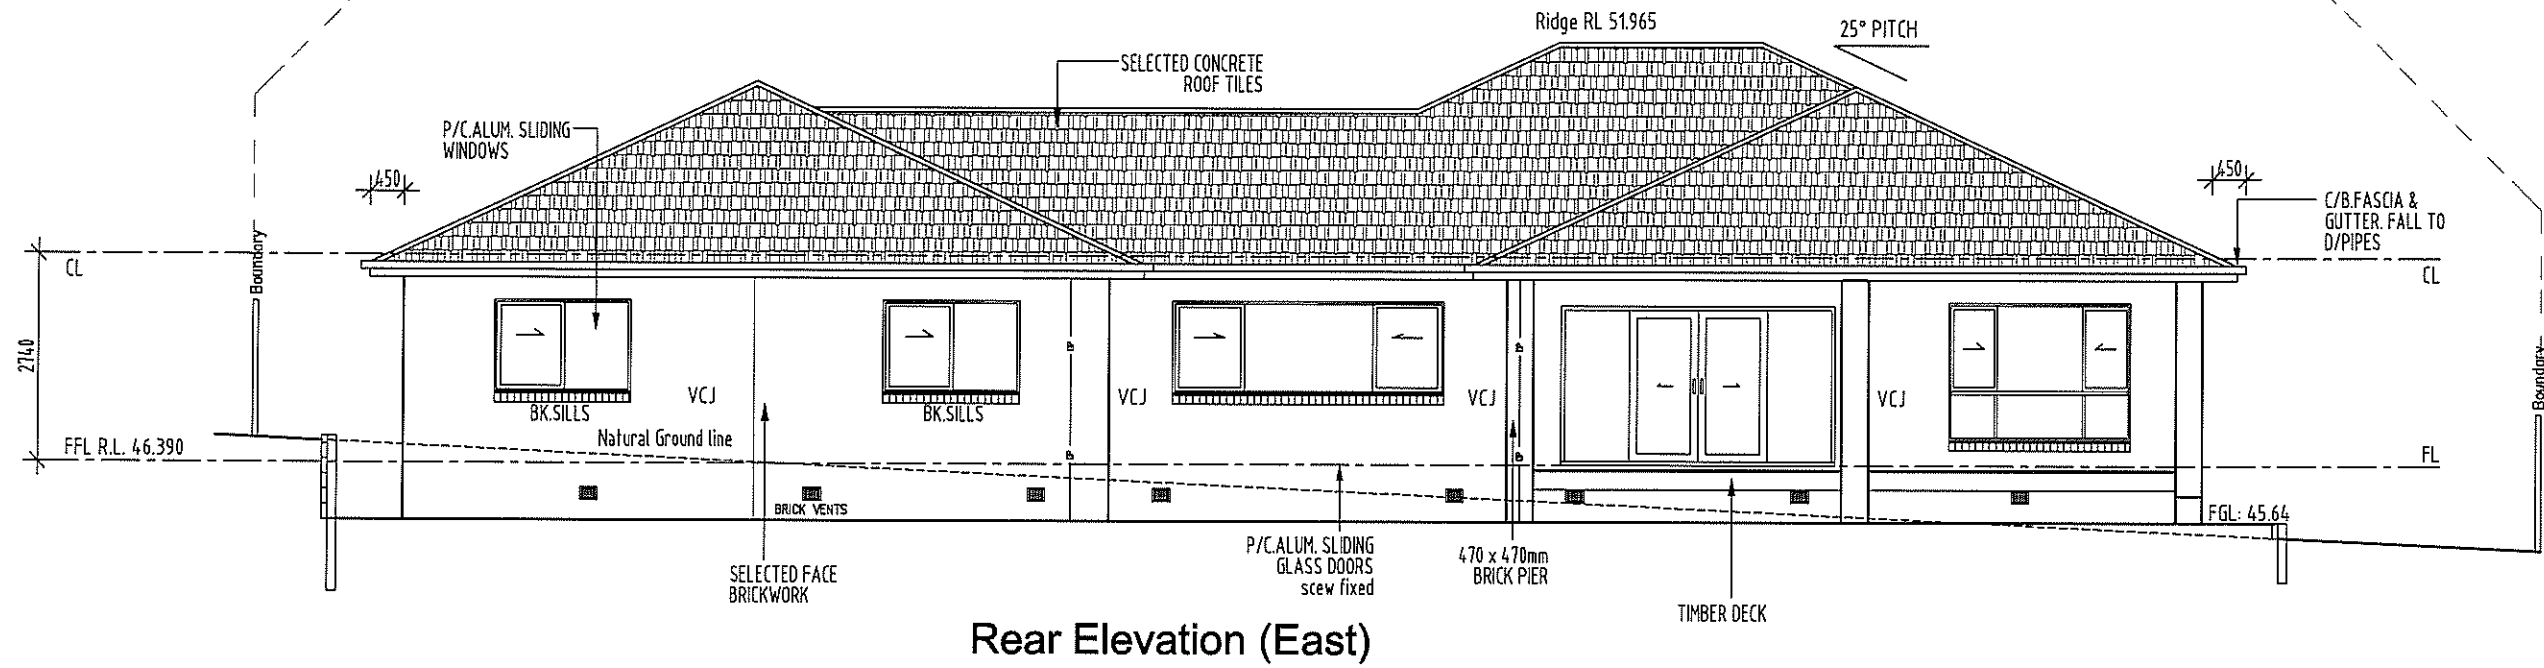 Ridge RL 51.965
25° PITCH
SELECTED CONCRETE
ROOF TILES
P/C.ALUM. SLIDING
WINDOWS
450
450
C/B.FASCIA &
GUTTER. FALL TO
D/PIPES
Boundary
CL
CL
2740
VCJ
VCJ
VCJ
VCJ
BK.SILLS
BK.SILLS
Boundary
Natural Ground line
FFL R.L. 46.390
FL
BRICK VENTS
FGL: 45.64
P/C.ALUM. SLIDING
GLASS DOORS
scew fixed
470 x 470mm
BRICK PIER
SELECTED FACE
BRICKWORK
TIMBER DECK
Rear Elevation (East)